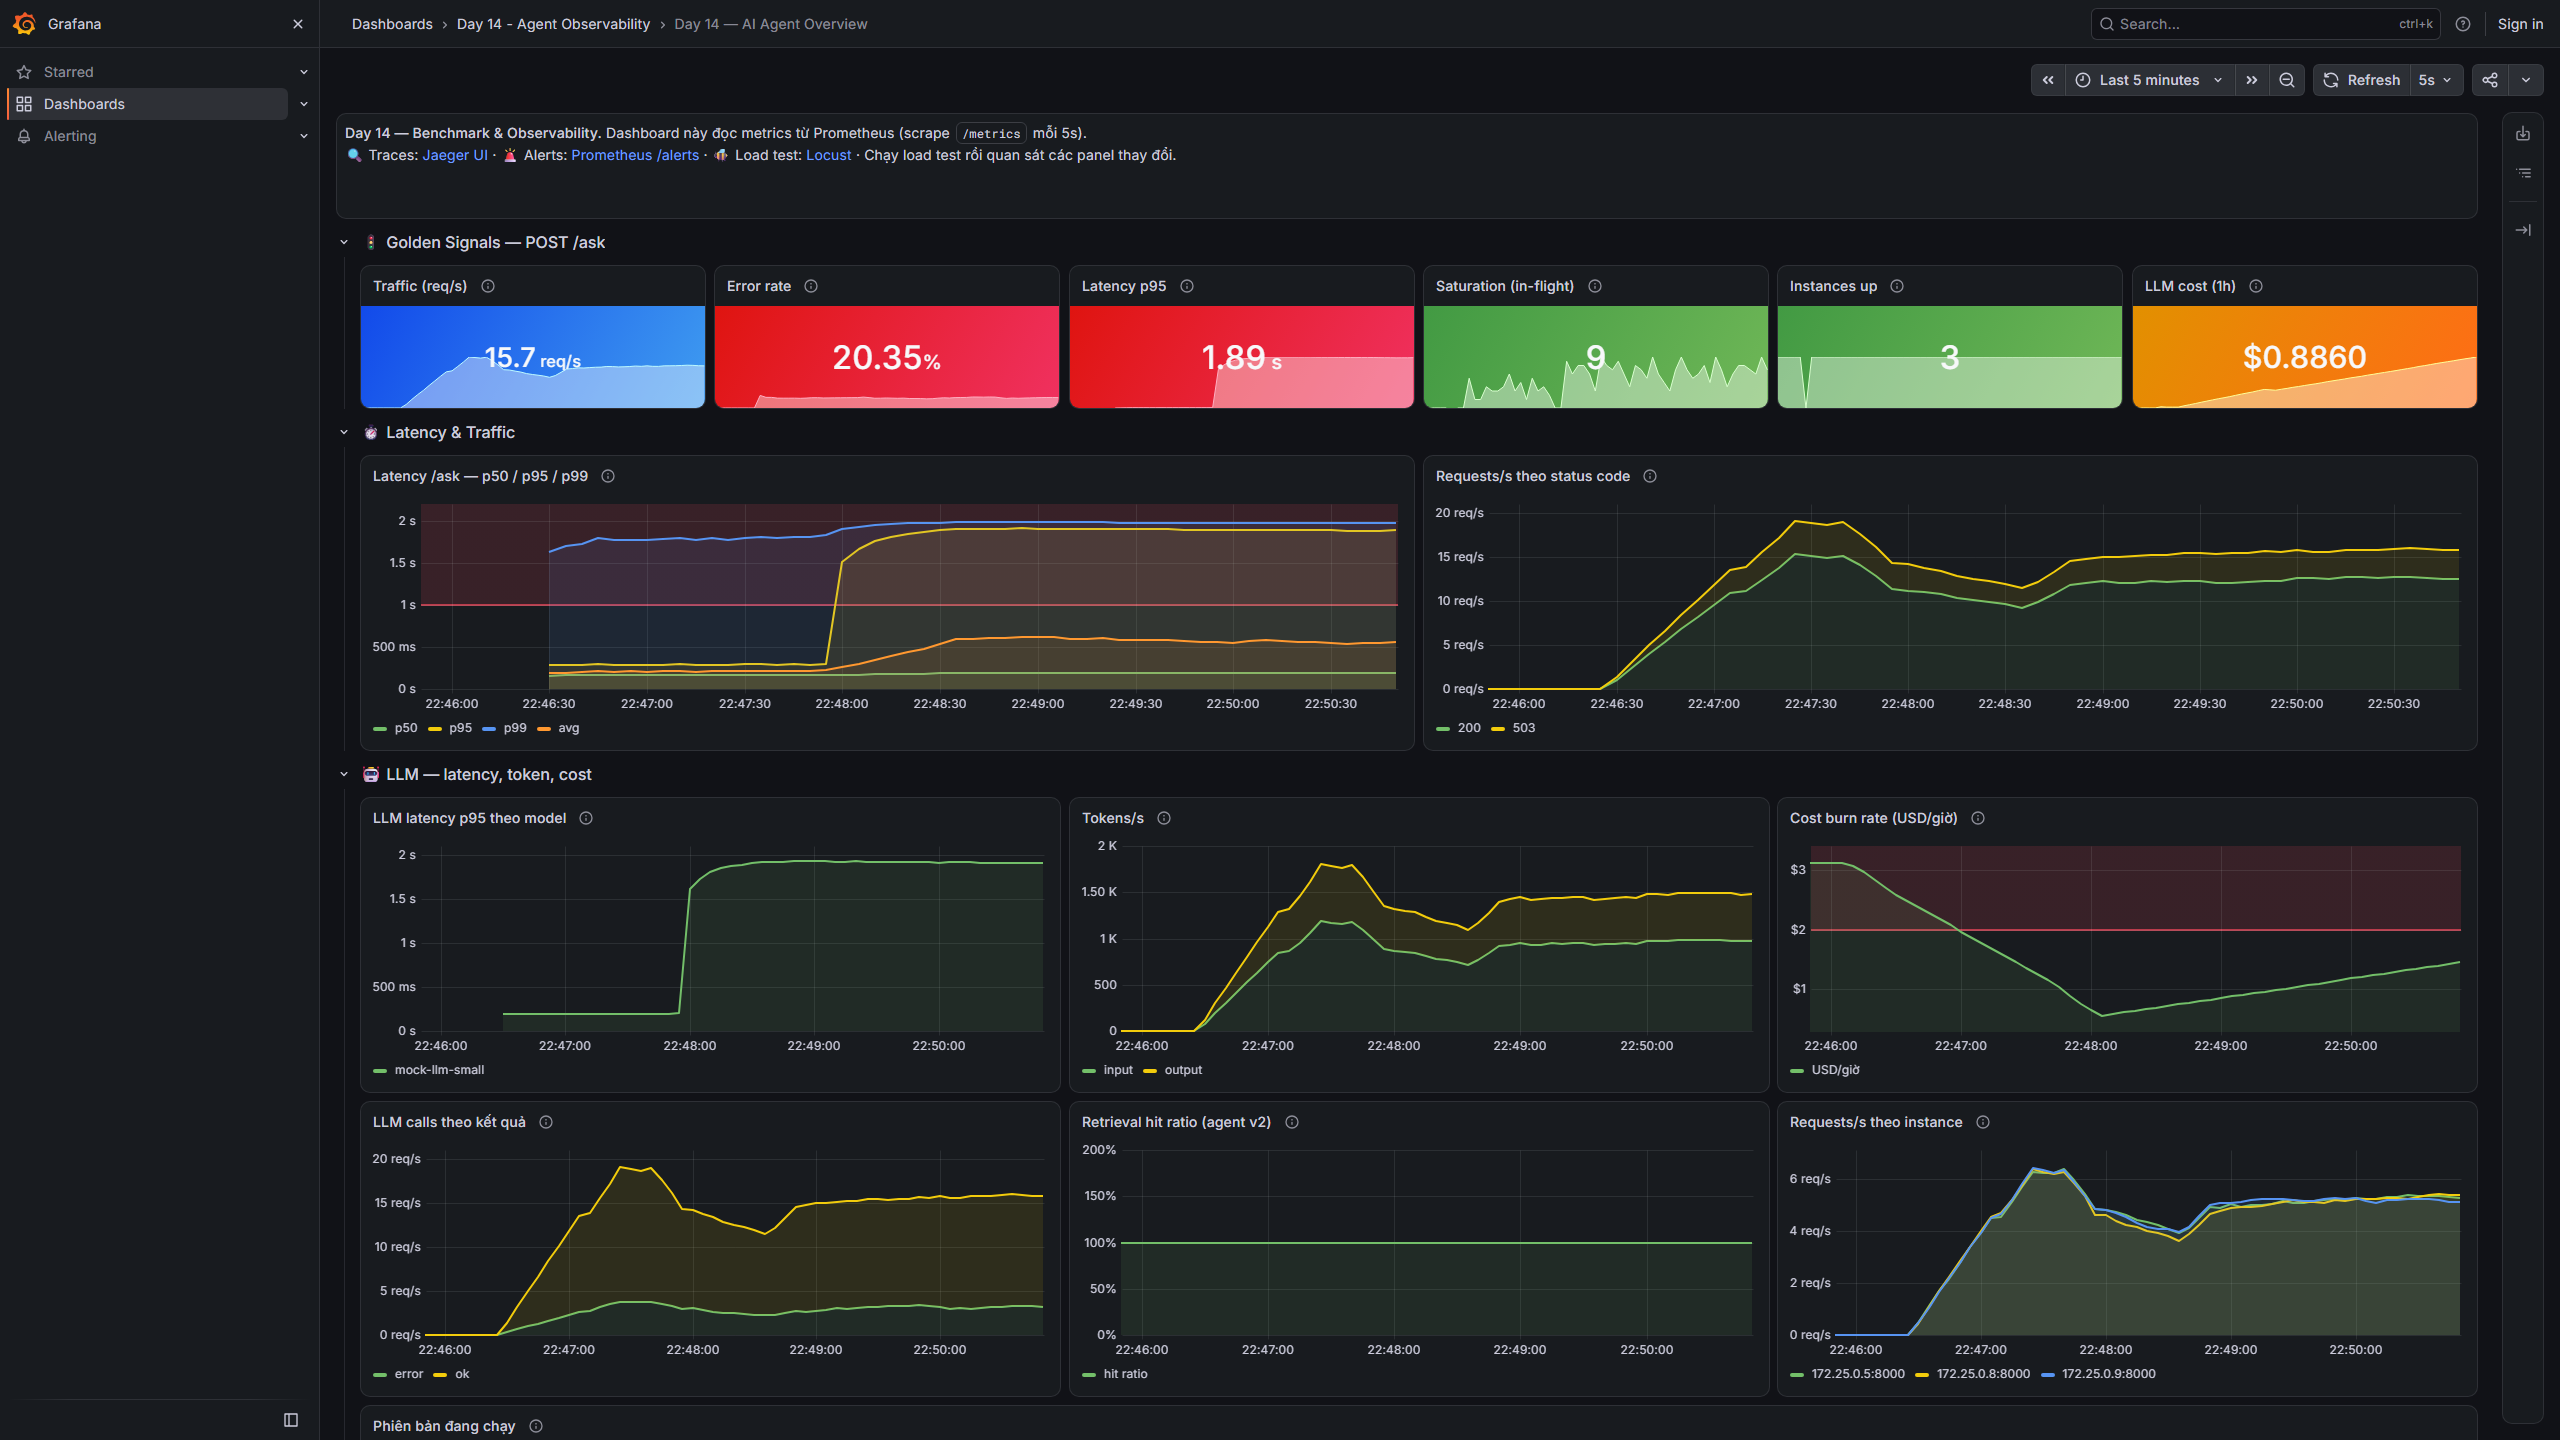 Grafana
Dashboards › Day 14 - Agent Observability › Day 14 — AI Agent Overview
Search... ctrl+k
Sign in
Starred
Dashboards
Alerting
Last 5 minutes
Refresh 5s
Day 14 — Benchmark & Observability. Dashboard này đọc metrics từ Prometheus (scrape /metrics mỗi 5s).
Traces: Jaeger UI · Alerts: Prometheus /alerts · Load test: Locust · Chạy load test rồi quan sát các panel thay đổi.
Golden Signals — POST /ask
Traffic (req/s)
15.7 req/s
Error rate
20.35%
Latency p95
1.89 s
Saturation (in-flight)
9
Instances up
3
LLM cost (1h)
$0.8860
Latency & Traffic
Latency /ask — p50 / p95 / p99
2 s
1.5 s
1 s
500 ms
0 s
22:46:00 22:46:30 22:47:00 22:47:30 22:48:00 22:48:30 22:49:00 22:49:30 22:50:00 22:50:30
p50 p95 p99 avg
Requests/s theo status code
20 req/s
15 req/s
10 req/s
5 req/s
0 req/s
22:46:00 22:46:30 22:47:00 22:47:30 22:48:00 22:48:30 22:49:00 22:49:30 22:50:00 22:50:30
200 503
LLM — latency, token, cost
LLM latency p95 theo model
2 s
1.5 s
1 s
500 ms
0 s
22:46:00 22:47:00 22:48:00 22:49:00 22:50:00
mock-llm-small
Tokens/s
2 K
1.50 K
1 K
500
0
22:46:00 22:47:00 22:48:00 22:49:00 22:50:00
input output
Cost burn rate (USD/giờ)
$3
$2
$1
22:46:00 22:47:00 22:48:00 22:49:00 22:50:00
USD/giờ
LLM calls theo kết quả
20 req/s
15 req/s
10 req/s
5 req/s
0 req/s
22:46:00 22:47:00 22:48:00 22:49:00 22:50:00
error ok
Retrieval hit ratio (agent v2)
200%
150%
100%
50%
0%
22:46:00 22:47:00 22:48:00 22:49:00 22:50:00
hit ratio
Requests/s theo instance
6 req/s
4 req/s
2 req/s
0 req/s
22:46:00 22:47:00 22:48:00 22:49:00 22:50:00
172.25.0.5:8000 172.25.0.8:8000 172.25.0.9:8000
Phiên bản đang chạy